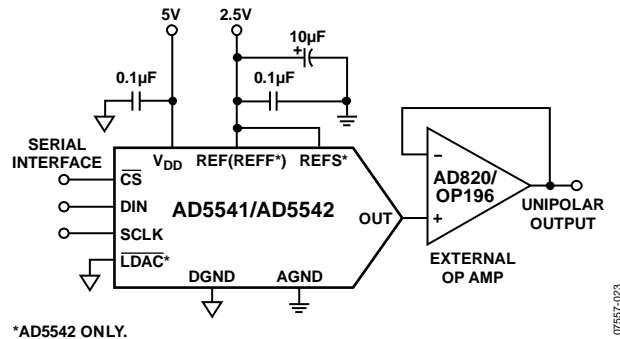 5V
2.5V
10µF
+
0.1µF
0.1µF
SERIAL
INTERFACE
VDD
REF(REFF*)
REFS*
CS
DIN
SCLK
LDAC*
AD5541/AD5542
OUT
DGND
AGND
–
+
AD820/
OP196
UNIPOLAR
OUTPUT
EXTERNAL
OP AMP
*AD5542 ONLY.
07557-023